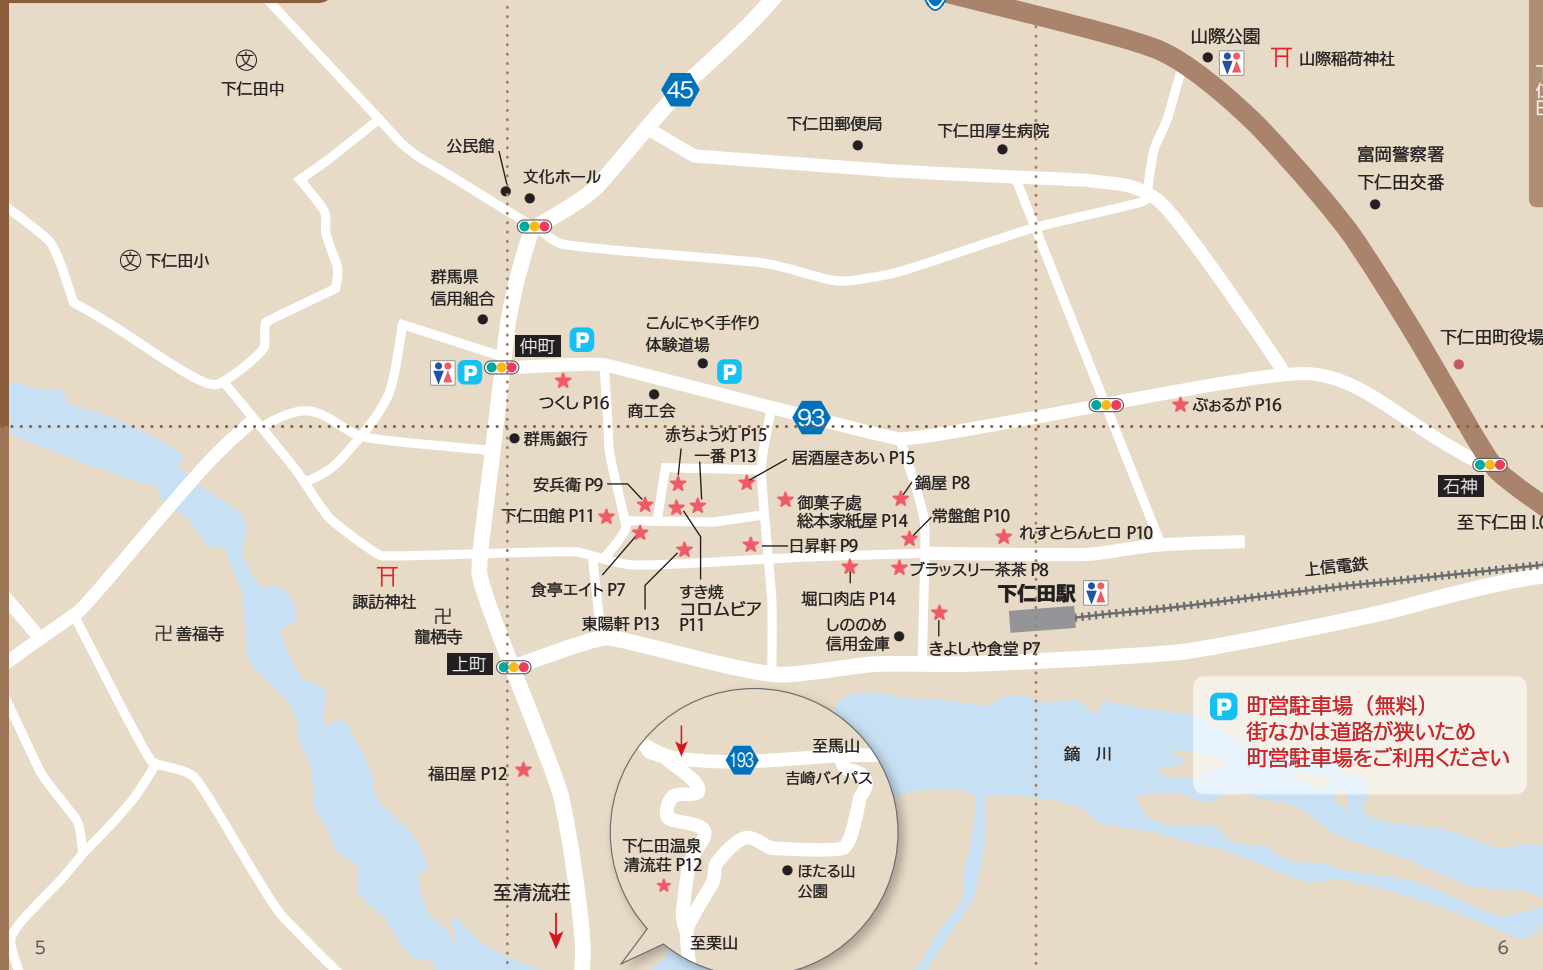 山際公園
山際稲荷神社
文
下仁田中
45
下仁田郵便局
下仁田厚生病院
公民館
文化ホール
富岡警察署
下仁田交番
文
下仁田小
群馬県
信用組合
仲町
P
P
こんにゃく手作り
体験道場
P
下仁田町役場
つくし P16
商工会
93
ぶぉるが P16
群馬銀行
赤ちょう灯 P15
一番 P13
居酒屋きあい P15
安兵衛 P9
鍋屋 P8
石神
下仁田館 P11
御菓子處
総本家紙屋 P14
常盤館 P10
至下仁田 I.C
れすとらんヒロ P10
日昇軒 P9
ブラッスリー茶茶 P8
上信電鉄
下仁田駅
諏訪神社
食亭エイト P7
すき焼
コロムビア
P11
堀口肉店 P14
東陽軒 P13
しののめ
信用金庫
きよしや食堂 P7
卍 善福寺
卍
龍栖寺
上町
P 町営駐車場（無料）
街なかは道路が狭いため
町営駐車場をご利用ください
鏑 川
193
至馬山
吉崎バイパス
福田屋 P12
下仁田温泉
清流荘 P12
ほたる山
公園
至清流荘
至栗山
5
6